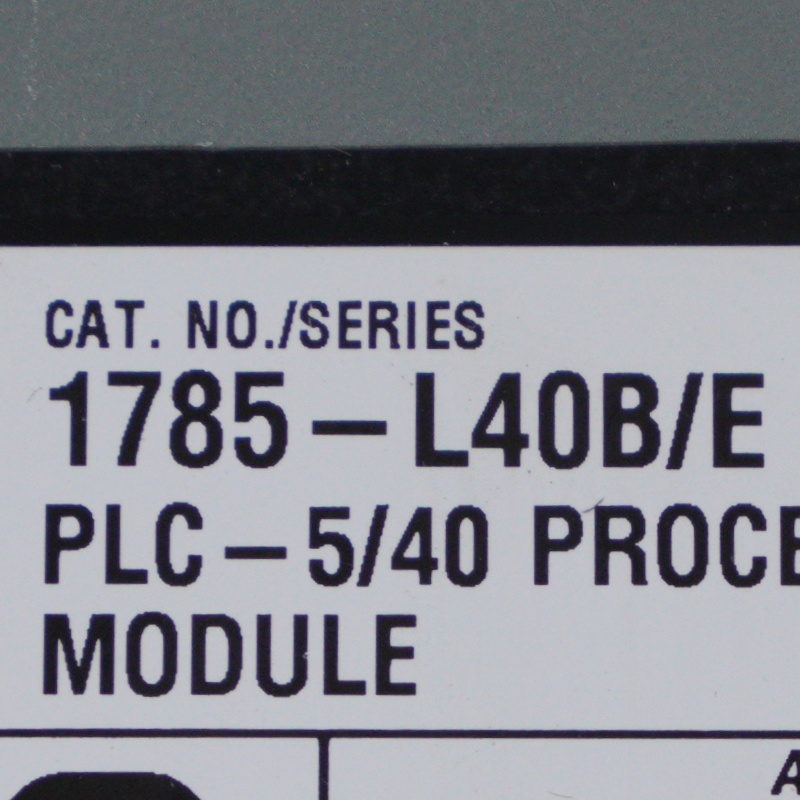 CAT. NO./SERIES
1785-L40B/E
PLC-5/40 PROCE
MODULE
A